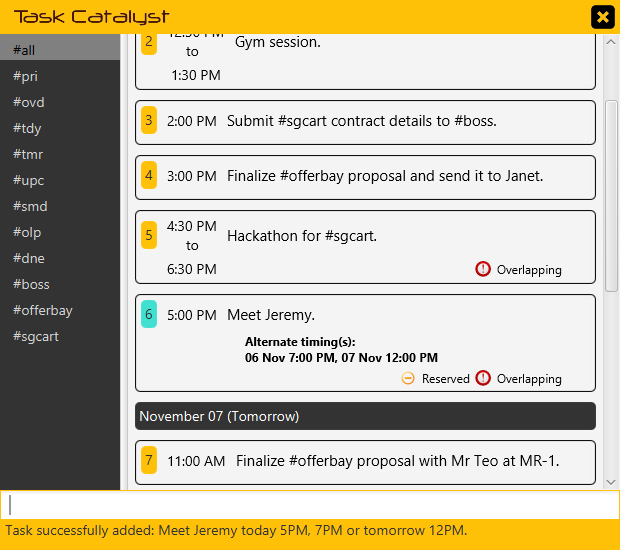 Task Catalyst
#all
#pri
#ovd
#tdy
#tmr
#upc
#smd
#olp
#dne
#boss
#offerbay
#sgcart
2
12:30 PM
to
1:30 PM
Gym session.
3
2:00 PM
Submit #sgcart contract details to #boss.
4
3:00 PM
Finalize #offerbay proposal and send it to Janet.
5
4:30 PM
to
6:30 PM
Hackathon for #sgcart.
Overlapping
6
5:00 PM
Meet Jeremy.
Alternate timing(s):
06 Nov 7:00 PM, 07 Nov 12:00 PM
Reserved
Overlapping
November 07 (Tomorrow)
7
11:00 AM
Finalize #offerbay proposal with Mr Teo at MR-1.
Task successfully added: Meet Jeremy today 5PM, 7PM or tomorrow 12PM.